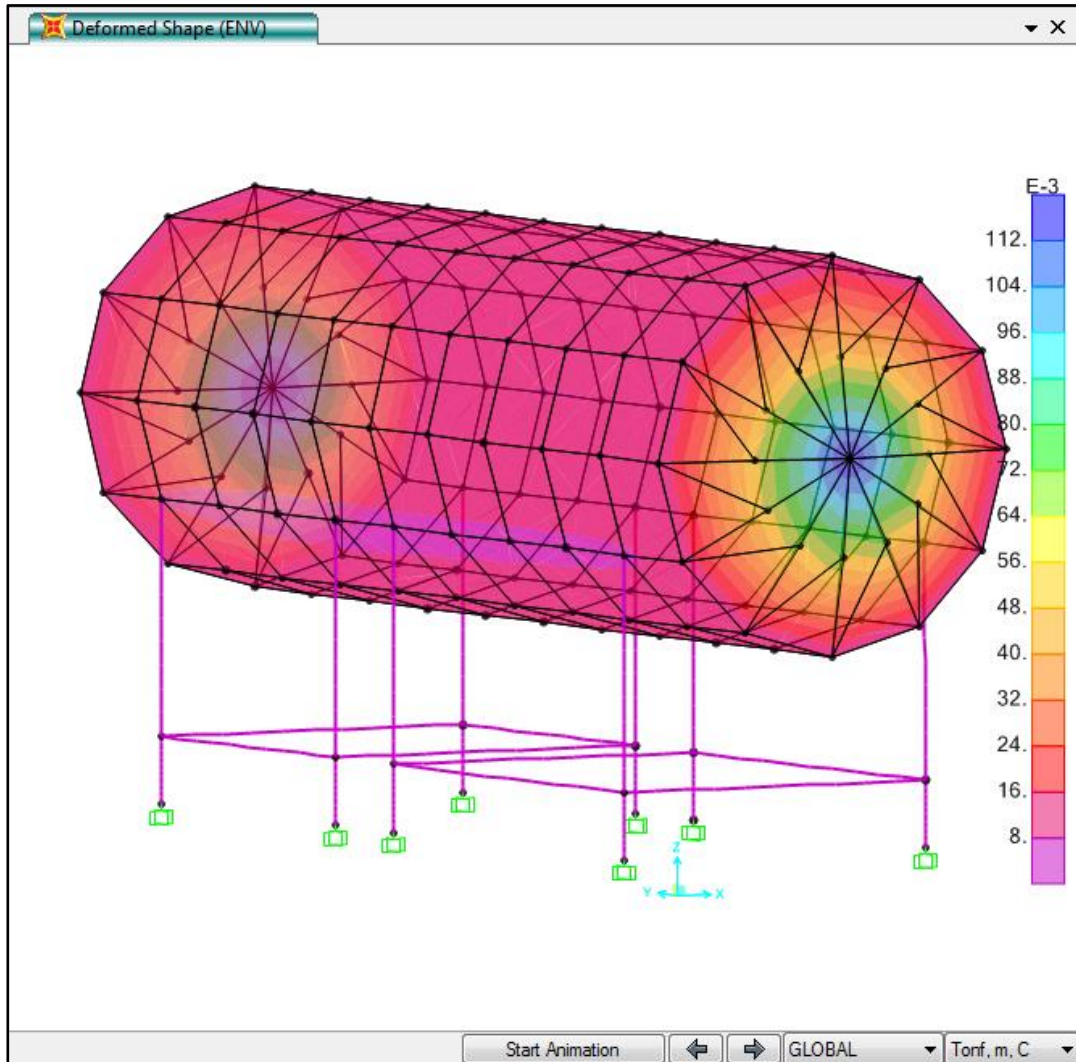 Deformed Shape (ENV)
E-3
112.
104.
96.
88.
80.
72.
64.
56.
48.
40.
32.
24.
16.
8.
Z
Y
X
Start Animation
GLOBAL
Tonf, m, C